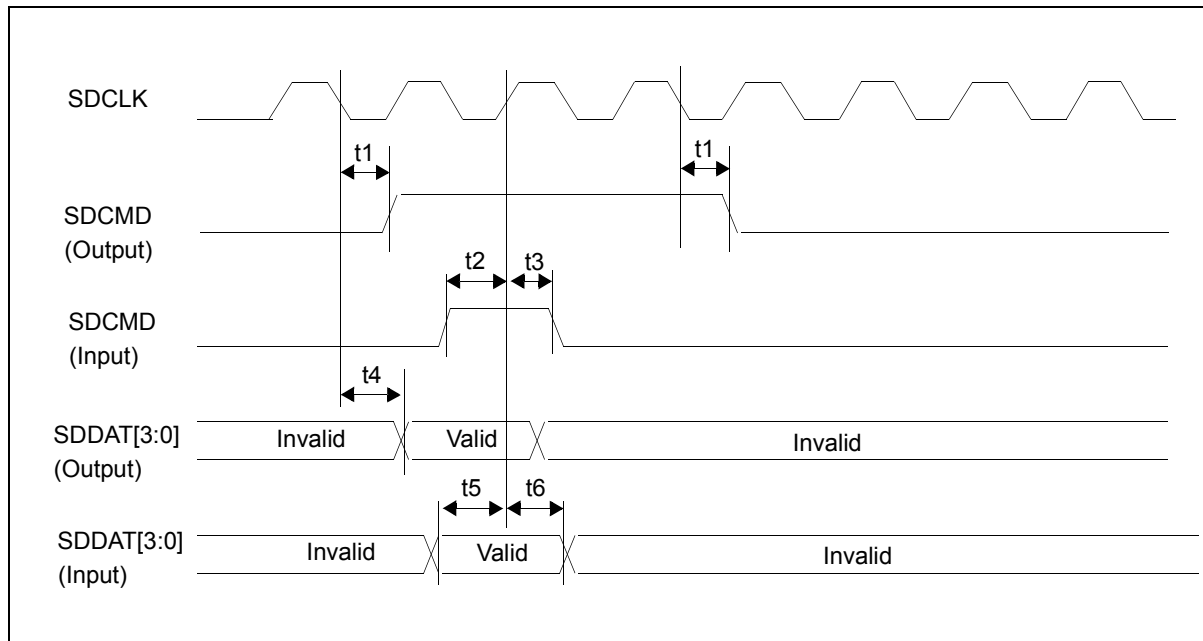 SDCLK
t1
t1
SDCMD
(Output)
t2
t3
SDCMD
(Input)
t4
SDDAT[3:0]
(Output)
Invalid
Valid
Invalid
t5
t6
SDDAT[3:0]
(Input)
Invalid
Valid
Invalid